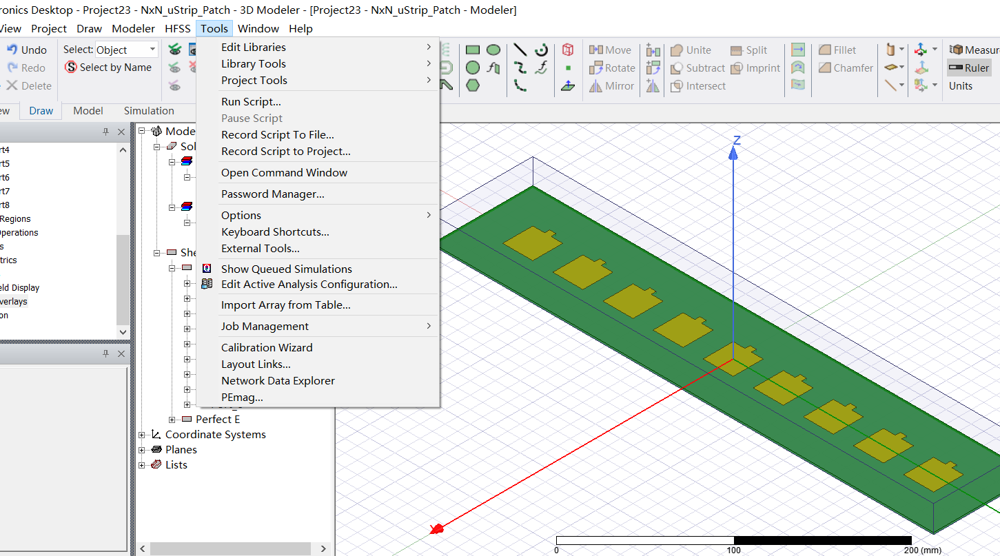 ronics Desktop - Project23 - NxN_uStrip_Patch - 3D Modeler - [Project23 - NxN_uStrip_Patch - Modeler]
View Project Draw Modeler HFSS Tools Window Help
Undo
Redo
Delete
Select: Object
Select by Name
Move
Rotate
Mirror
Unite
Subtract
Intersect
Split
Imprint
Fillet
Chamfer
Measur
Ruler
Units
ew Draw Model Simulation
rt4
rt5
rt6
rt7
rt8
Regions
Operations
s
trics
eld Display
verlays
on
Mode
Sol
She
Perfect E
Coordinate Systems
Planes
Lists
Edit Libraries
Library Tools
Project Tools
Run Script...
Pause Script
Record Script To File...
Record Script to Project...
Open Command Window
Password Manager...
Options
Keyboard Shortcuts...
External Tools...
Show Queued Simulations
Edit Active Analysis Configuration...
Import Array from Table...
Job Management
Calibration Wizard
Layout Links...
Network Data Explorer
PEmag...
Z
X
0 100 200 (mm)